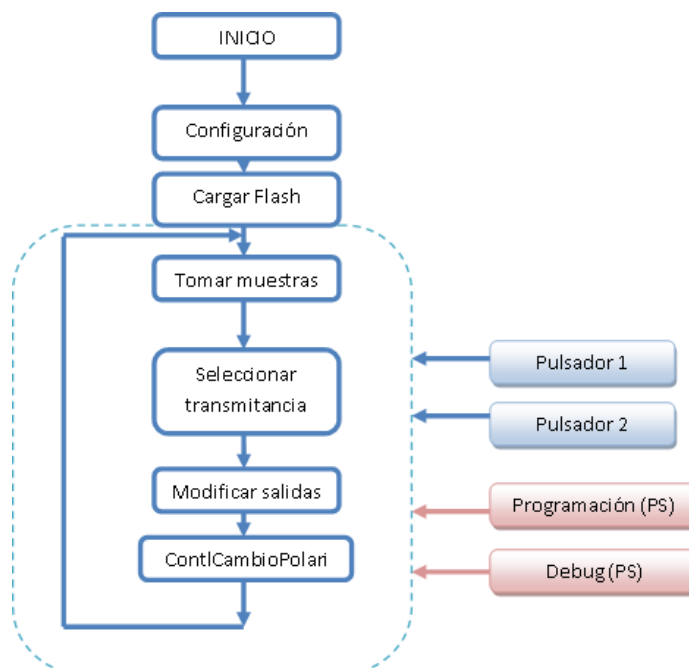 INICIO
Configuración
Cargar Flash
Tomar muestras
Seleccionar
transmitancia
Modificar salidas
ContlCambioPolari
Pulsador 1
Pulsador 2
Programación (PS)
Debug (PS)